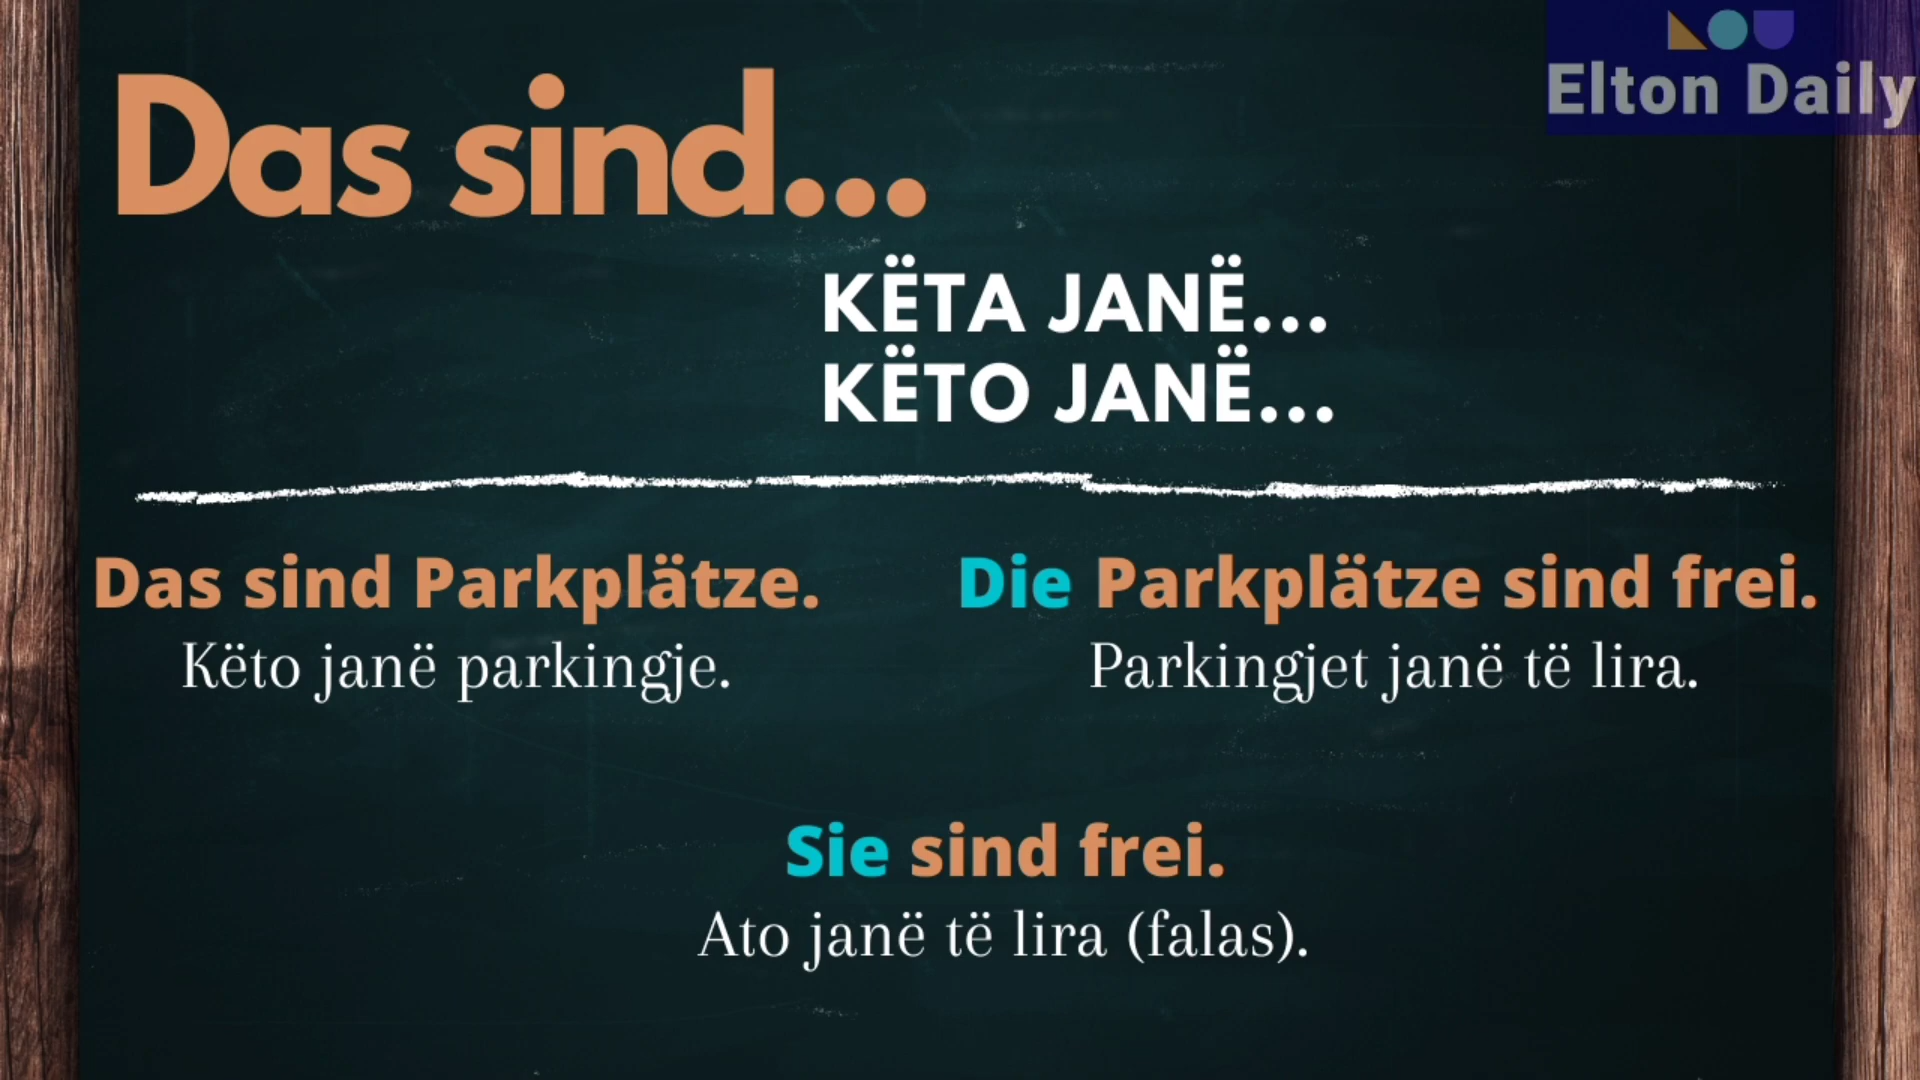 Elton Daily
Das sind...
KËTA JANË...
KËTO JANË...
Das sind Parkplätze.
Këto janë parkingje.
Die Parkplätze sind frei.
Parkingjet janë të lira.
Sie sind frei.
Ato janë të lira (falas).